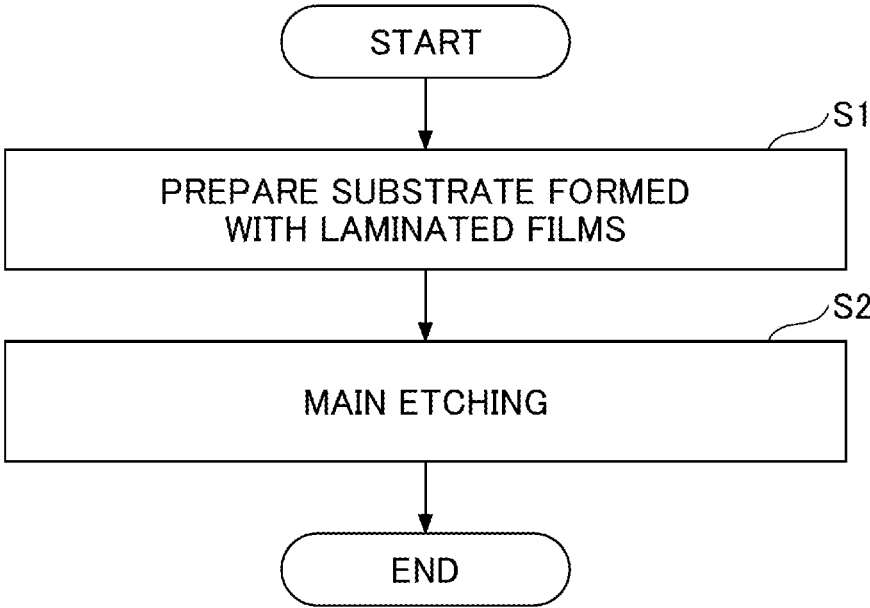 START
S1
PREPARE SUBSTRATE FORMED
WITH LAMINATED FILMS
S2
MAIN ETCHING
END